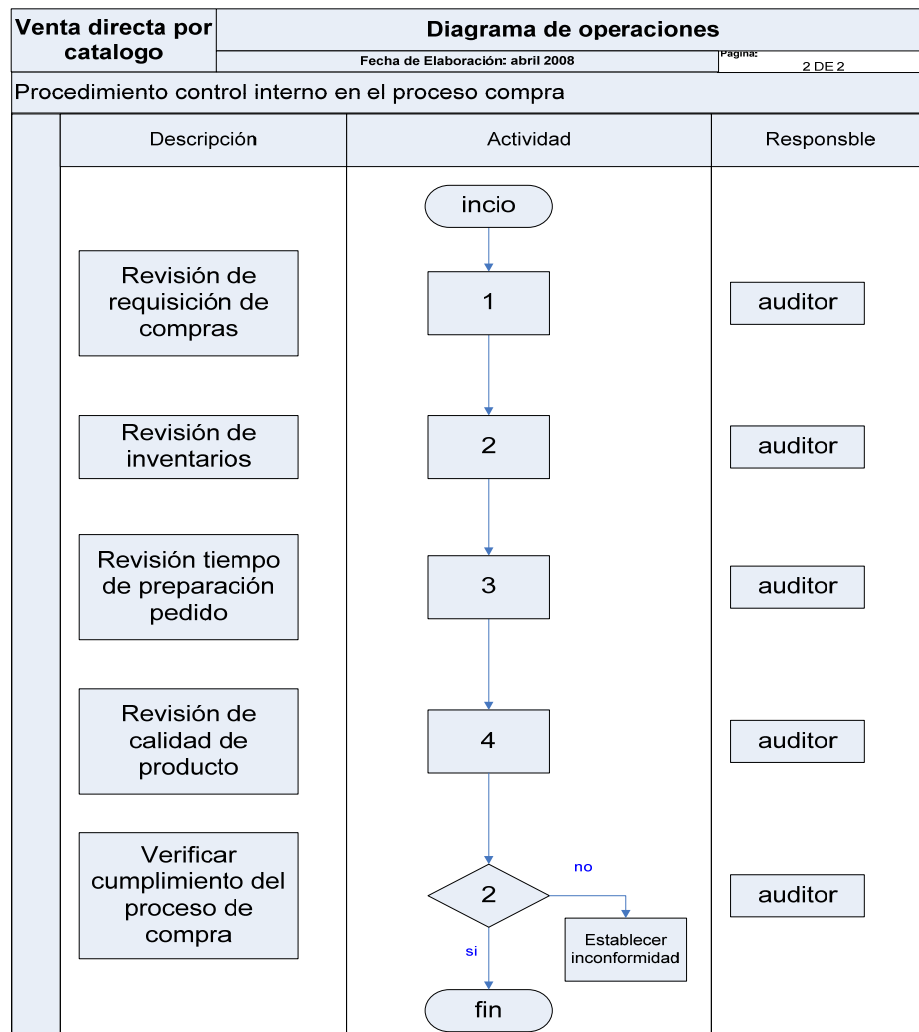 Venta directa por
catalogo
Diagrama de operaciones
Fecha de Elaboración: abril 2008
Pagina:
2 DE 2
Procedimiento control interno en el proceso compra
Descripción
Actividad
Responsble
incio
Revisión de
requisición de
compras
1
auditor
Revisión de
inventarios
2
auditor
Revisión tiempo
de preparación
pedido
3
auditor
Revisión de
calidad de
producto
4
auditor
Verificar
cumplimiento del
proceso de
compra
2
no
auditor
Establecer
inconformidad
si
fin